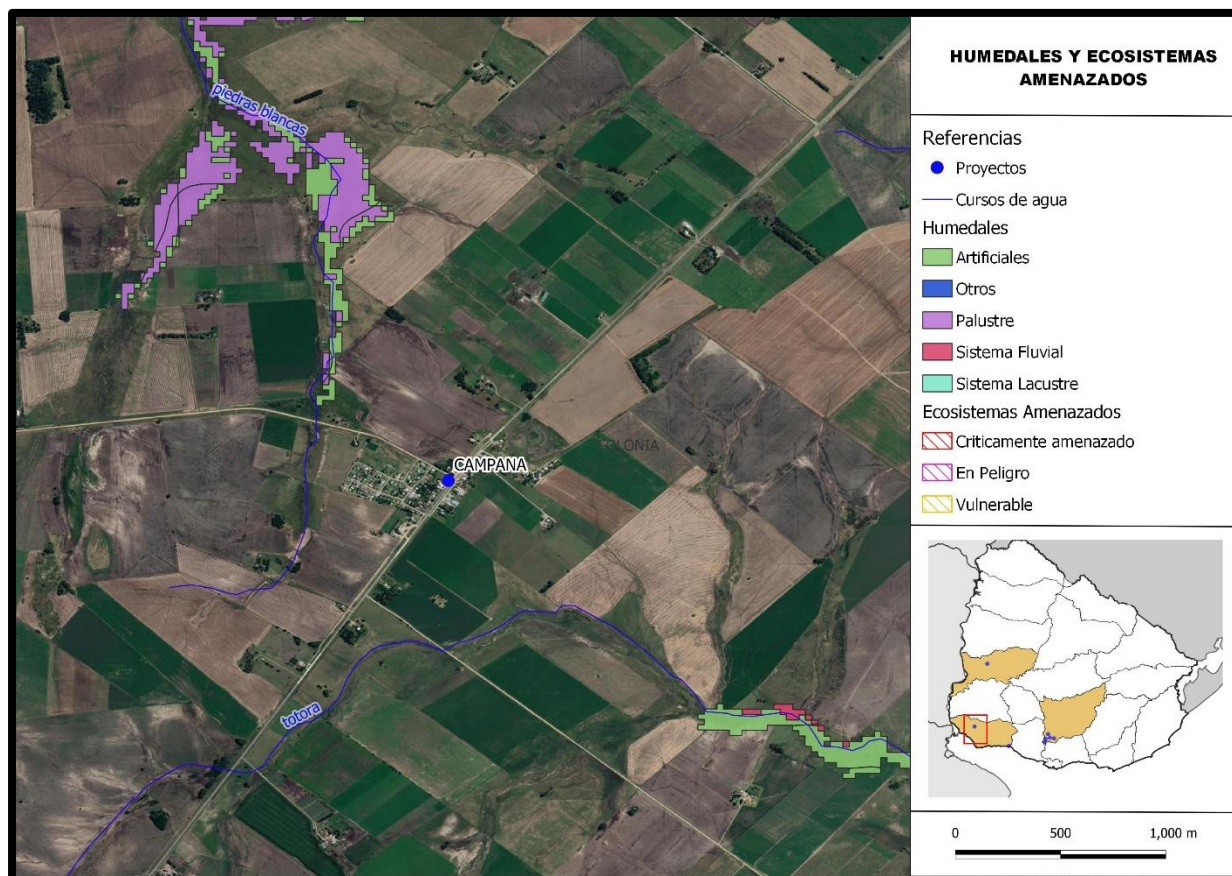 piedras blancas
CAMPANA
totora
HUMEDALES Y ECOSISTEMAS
AMENAZADOS
Referencias
Proyectos
Cursos de agua
Humedales
Artificiales
Otros
Palustre
Sistema Fluvial
Sistema Lacustre
Ecosistemas Amenazados
Criticamente amenazado
En Peligro
Vulnerable
0 500 1,000 m